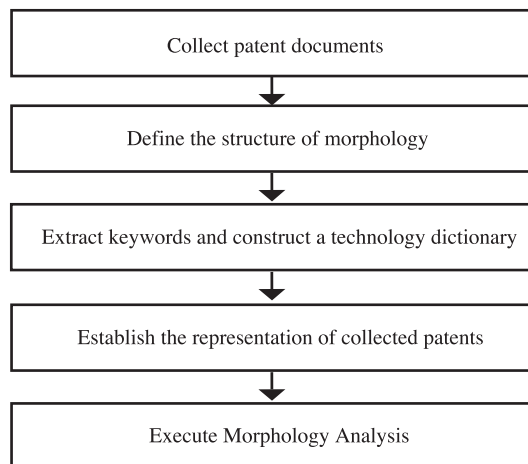 Collect patent documents
Define the structure of morphology
Extract keywords and construct a technology dictionary
Establish the representation of collected patents
Execute Morphology Analysis